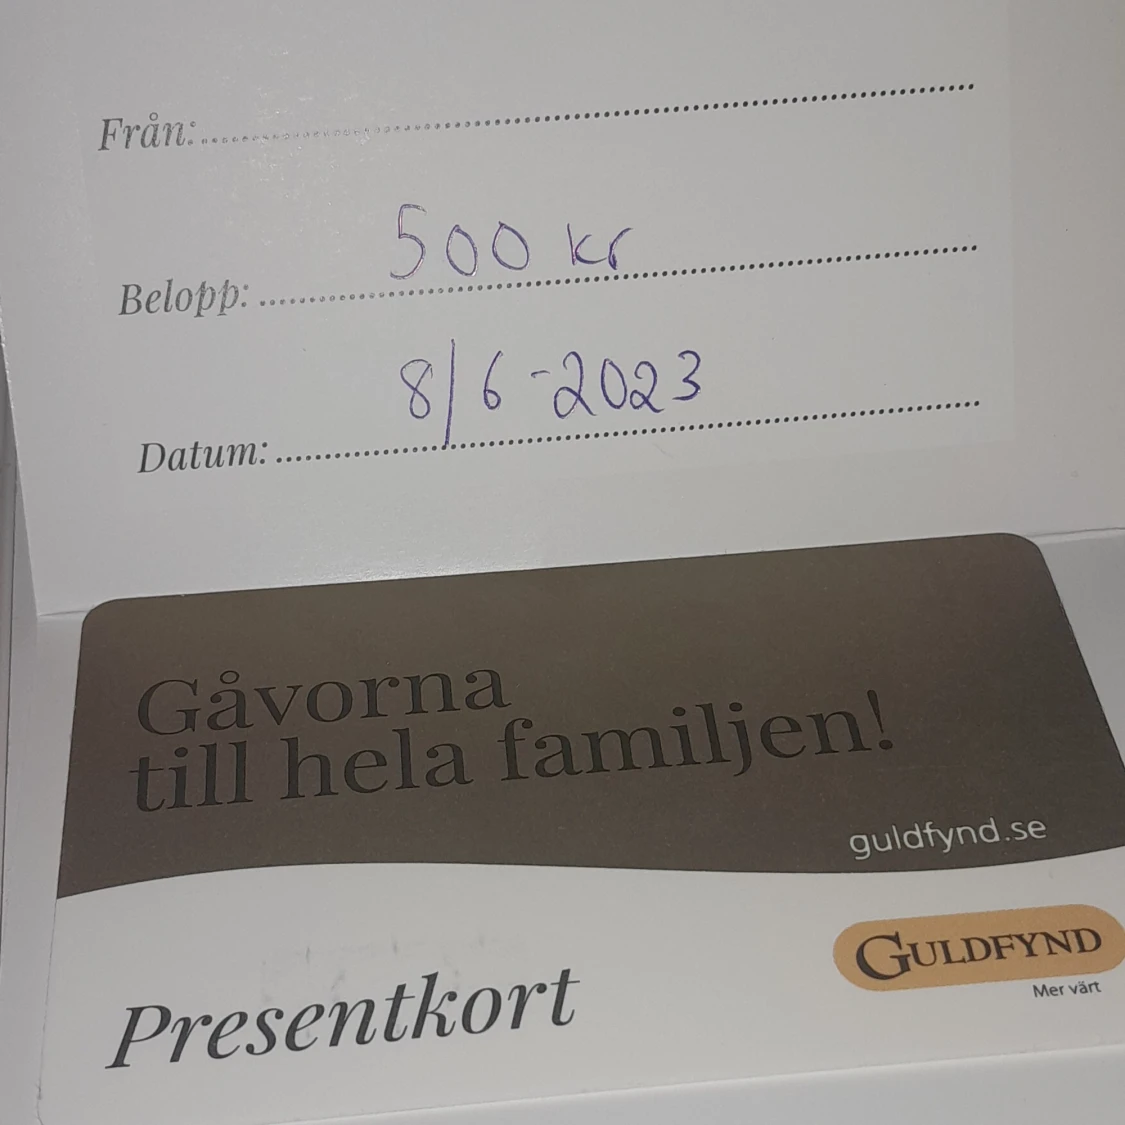 Från:
500 kr
Belopp:
8/6-2023
Datum:
Gåvorna
till hela familjen!
guldfynd.se
GULDFYND
Mer värt
Presentkort